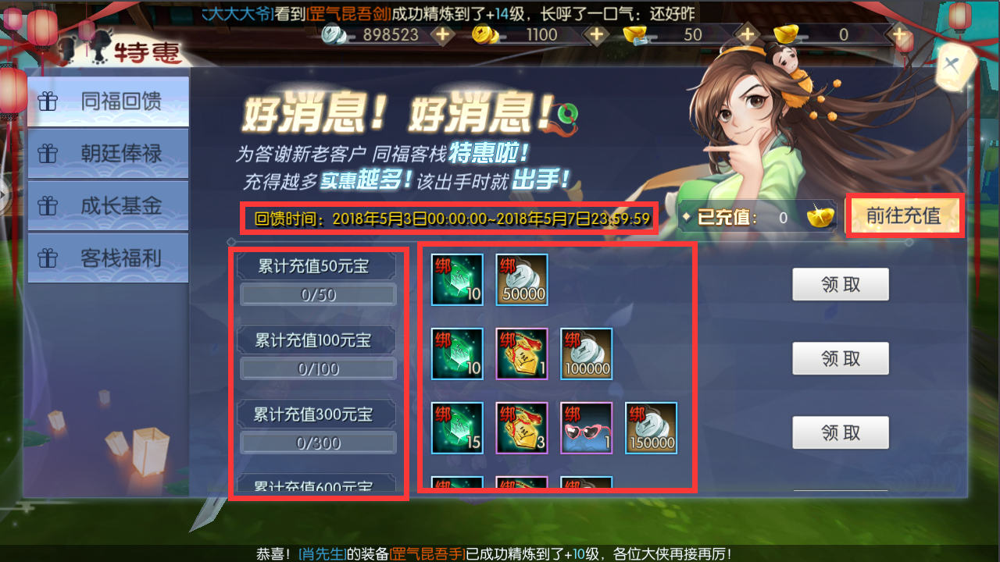 大大大大爷]看到[罡气昆吾剑]成功精炼到了+14级，长呼了一口气：还好昨
898523 1100 50 0
特惠
同福回馈
朝廷俸禄
成长基金
客栈福利
好消息！好消息！
为答谢新老客户 同福客栈特惠啦！
充得越多 实惠越多！该出手时就 出手！
回馈时间：2018年5月3日00:00:00~2018年5月7日23:59:59
已充值： 0
前往充值
累计充值50元宝
0/50
绑 10 绑 50000
领取
累计充值100元宝
0/100
绑 10 绑 1 绑 100000
领取
累计充值300元宝
0/300
绑 15 绑 3 绑 1 绑 150000
领取
累计充值600元宝
绑 绑 绑
恭喜！[肖先生]的装备[罡气昆吾手]已成功精炼到了+10级，各位大侠再接再厉！